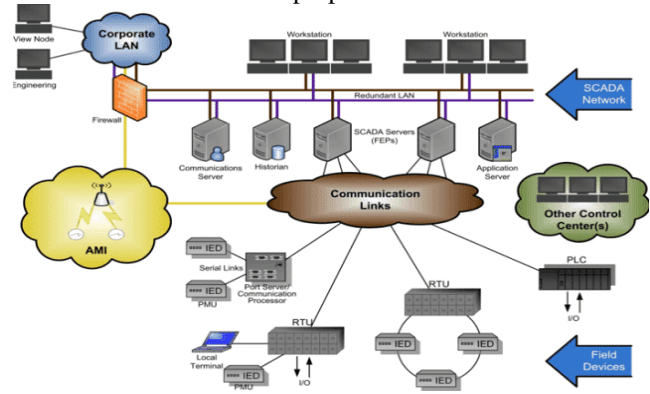 View Node
Engineering
Corporate
LAN
Firewall
Workstation
Workstation
Redundant LAN
SCADA
Network
Communications
Server
Historian
SCADA Servers
(FEPs)
Application
Server
AMI
Communication
Links
Other Control
Center(s)
IED
Serial Links
IED
PMU
Port Server/
Communication
Processor
RTU
Local
Terminal
IED
PMU
I/O
RTU
IED
IED
IED
PLC
I/O
Field
Devices